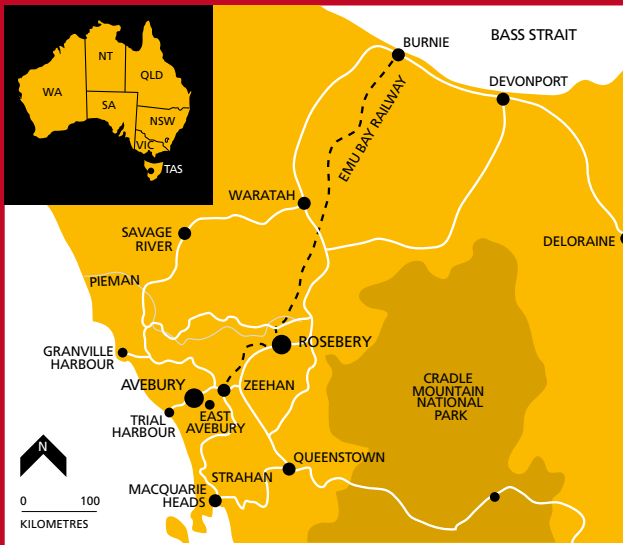 NT
WA
QLD
SA
NSW
VIC
TAS
BURNIE
BASS STRAIT
DEVONPORT
EMU BAY RAILWAY
WARATAH
SAVAGE
RIVER
DELORAINE
PIEMAN
ROSEBERY
GRANVILLE
HARBOUR
AVEBURY
ZEEHAN
CRADLE
MOUNTAIN
NATIONAL
PARK
TRIAL
HARBOUR
EAST
AVEBURY
N
QUEENSTOWN
STRAHAN
MACQUARIE
HEADS
0 100
KILOMETRES